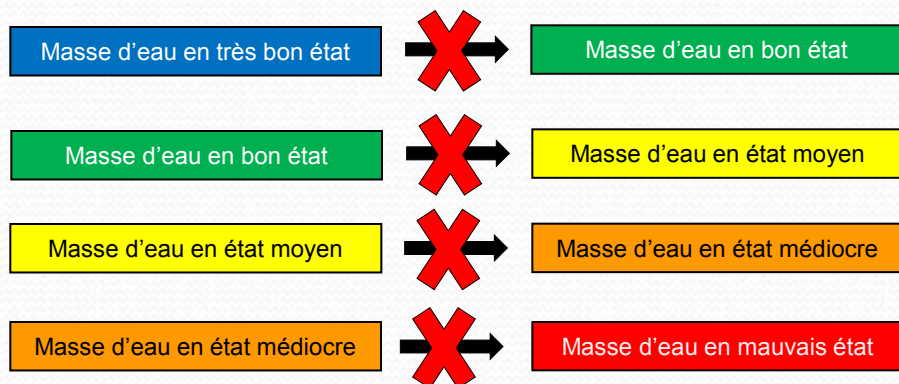 Masse d'eau en très bon état
Masse d'eau en bon état
Masse d'eau en bon état
Masse d'eau en état moyen
Masse d'eau en état moyen
Masse d'eau en état médiocre
Masse d'eau en état médiocre
Masse d'eau en mauvais état